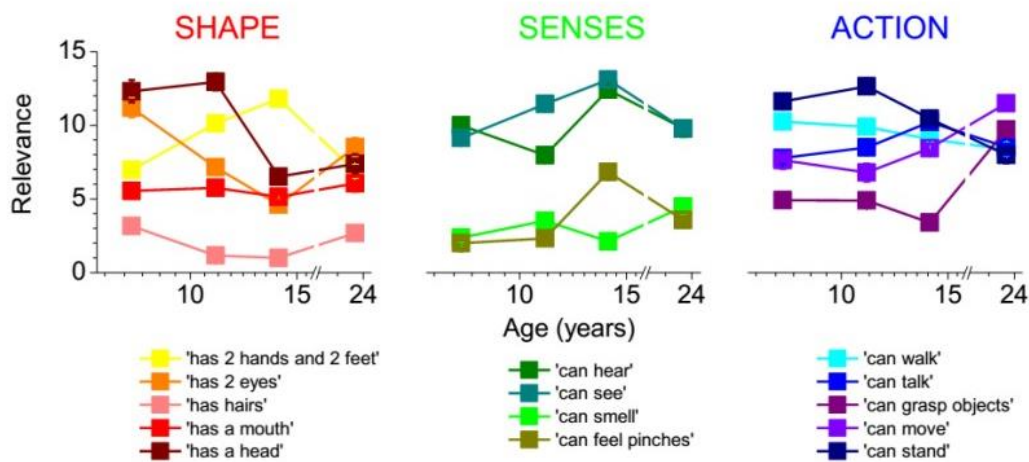 SHAPE SENSES ACTION
15
10
5
0
Relevance
10 15 24 10 15 24 10 15 24
Age (years)
'has 2 hands and 2 feet'
'has 2 eyes'
'has hairs'
'has a mouth'
'has a head'
'can hear'
'can see'
'can smell'
'can feel pinches'
'can walk'
'can talk'
'can grasp objects'
'can move'
'can stand'